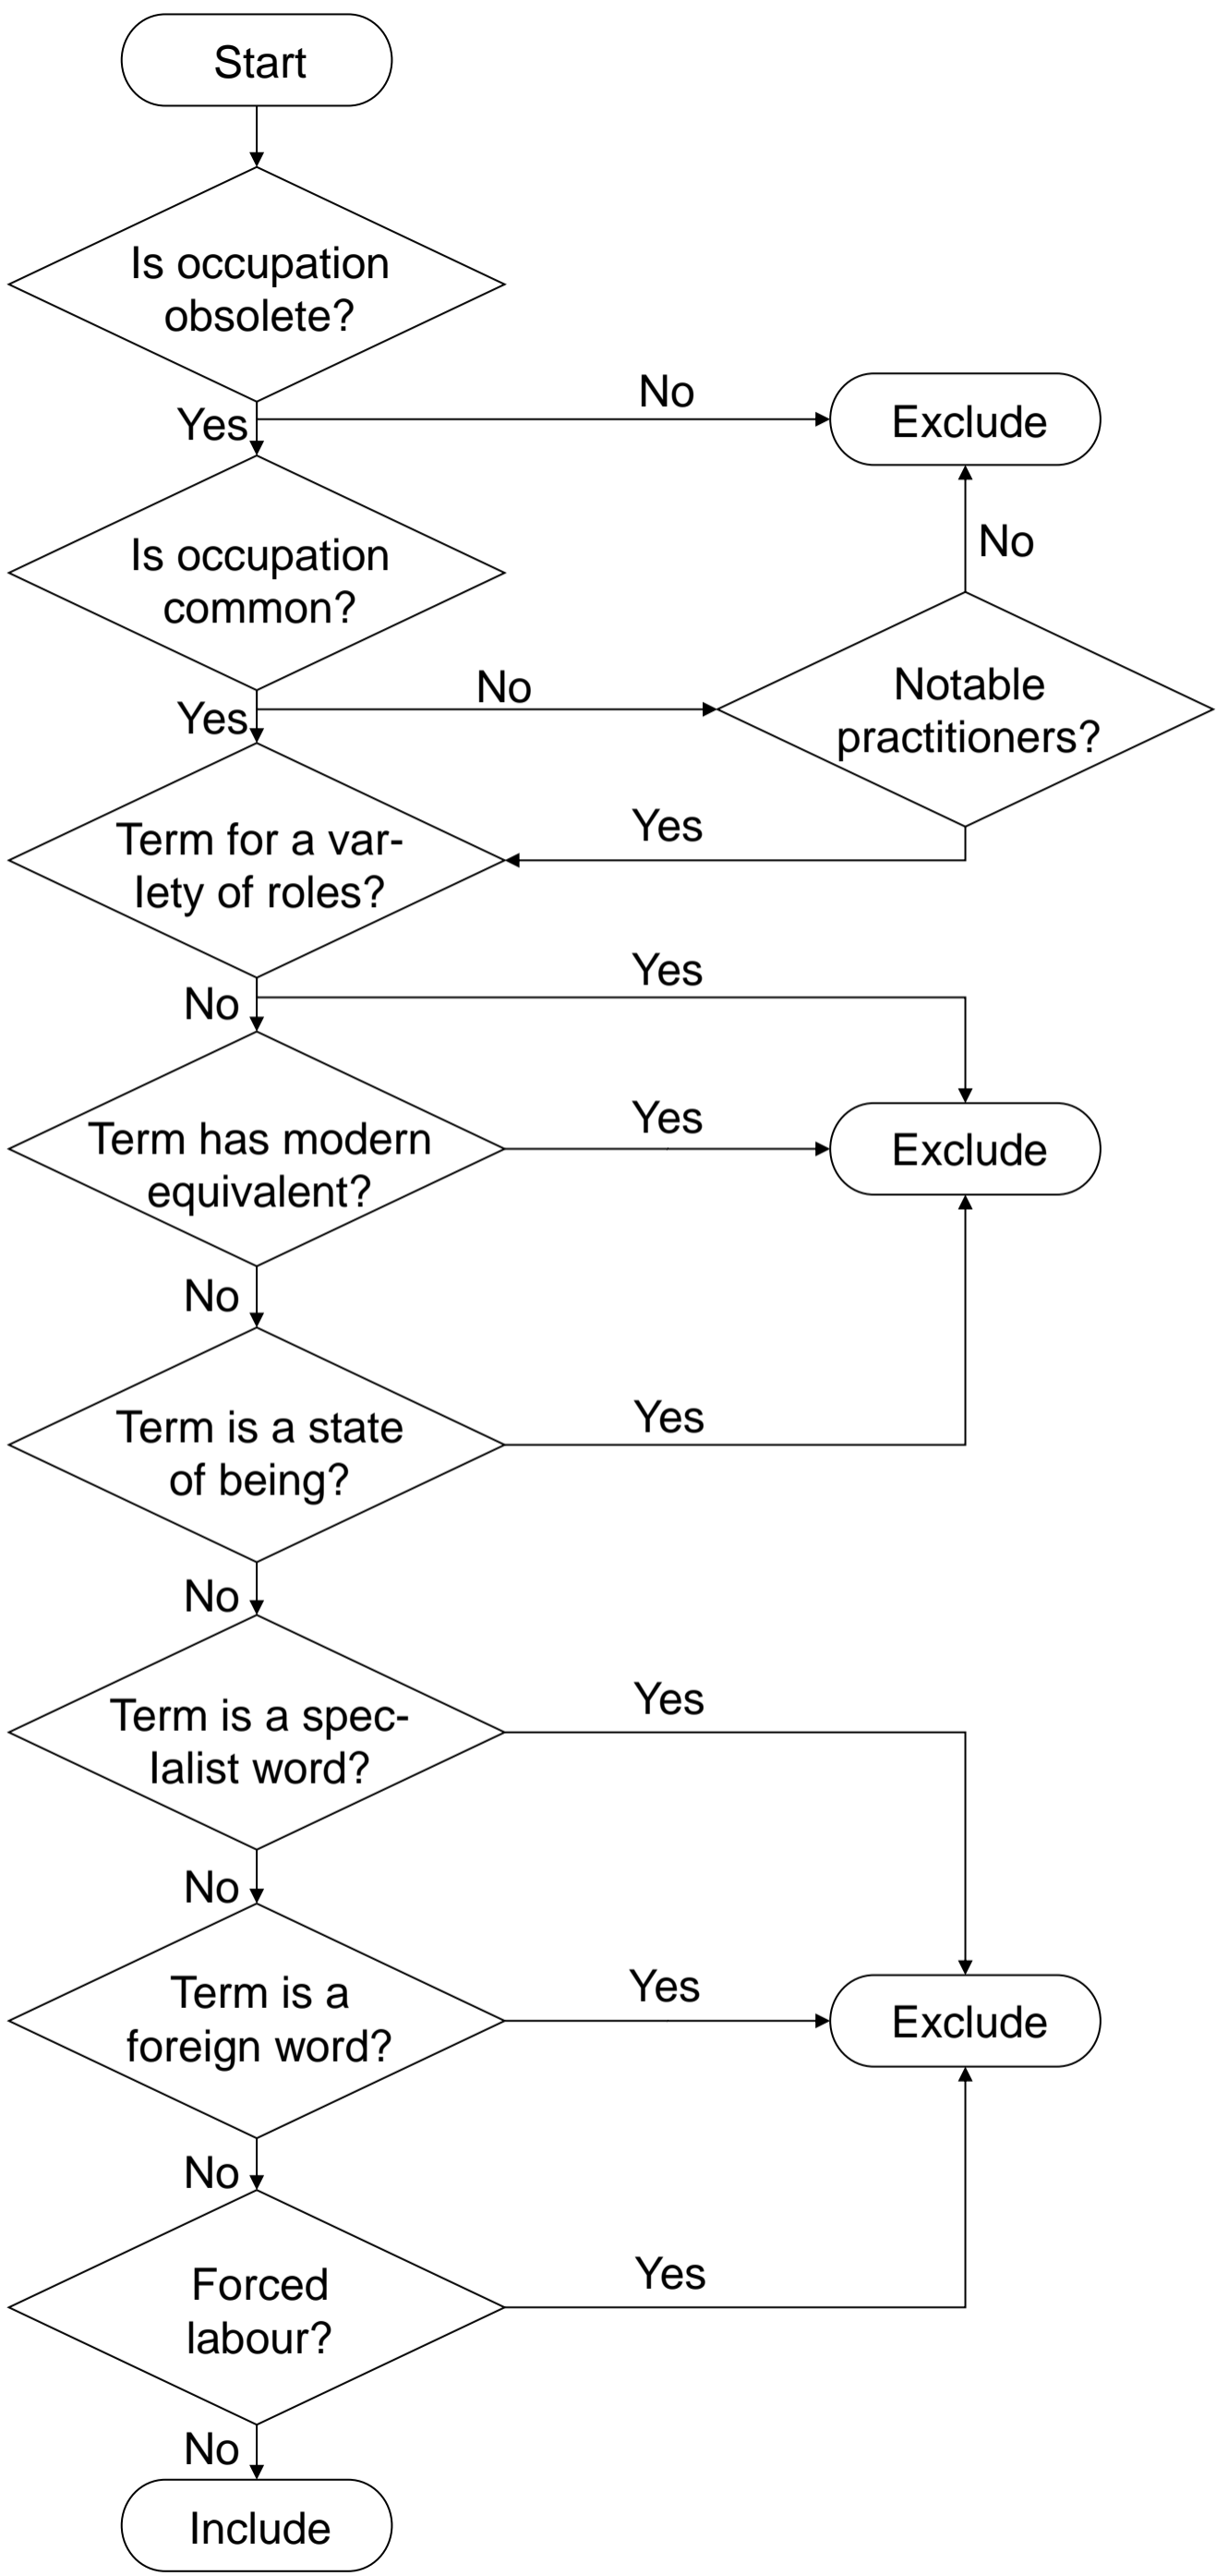 Start
Is occupation
obsolete?
No
Exclude
Yes
Is occupation
common?
No
No
Notable
practitioners?
Yes
Yes
Term for a var-
lety of roles?
Yes
No
Term has modern
equivalent?
Yes
Exclude
No
Term is a state
of being?
Yes
No
Term is a spec-
lalist word?
Yes
No
Term is a
foreign word?
Yes
Exclude
No
Forced
labour?
Yes
No
Include